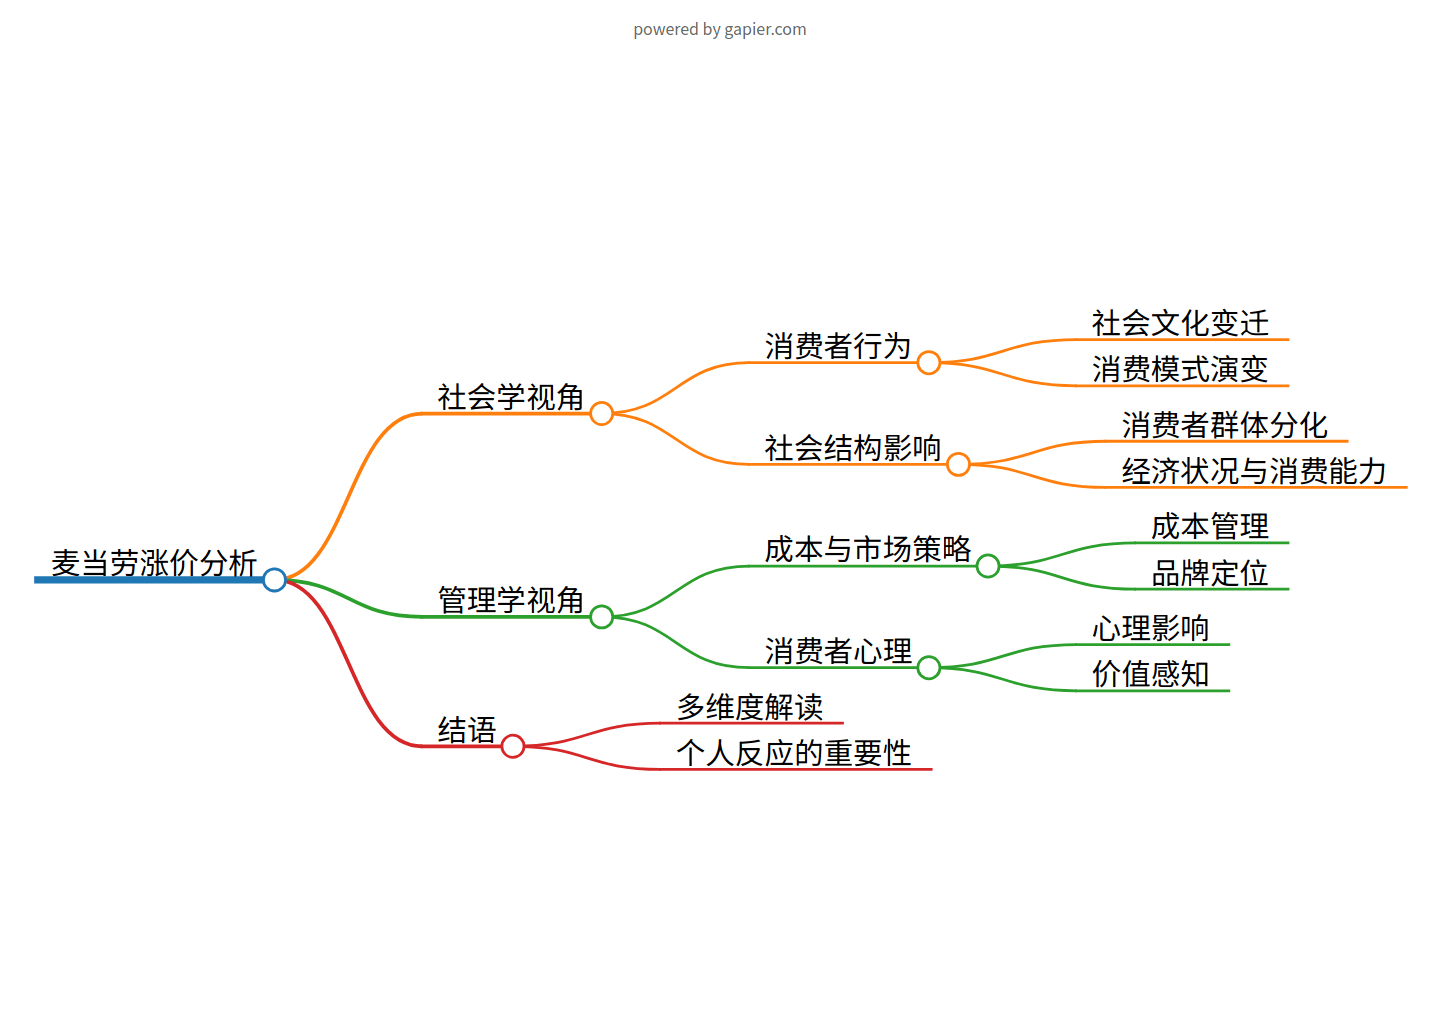 powered by gapier.com
麦当劳涨价分析
社会学视角
消费者行为
社会文化变迁
消费模式演变
社会结构影响
消费者群体分化
经济状况与消费能力
管理学视角
成本与市场策略
成本管理
品牌定位
消费者心理
心理影响
价值感知
结语
多维度解读
个人反应的重要性